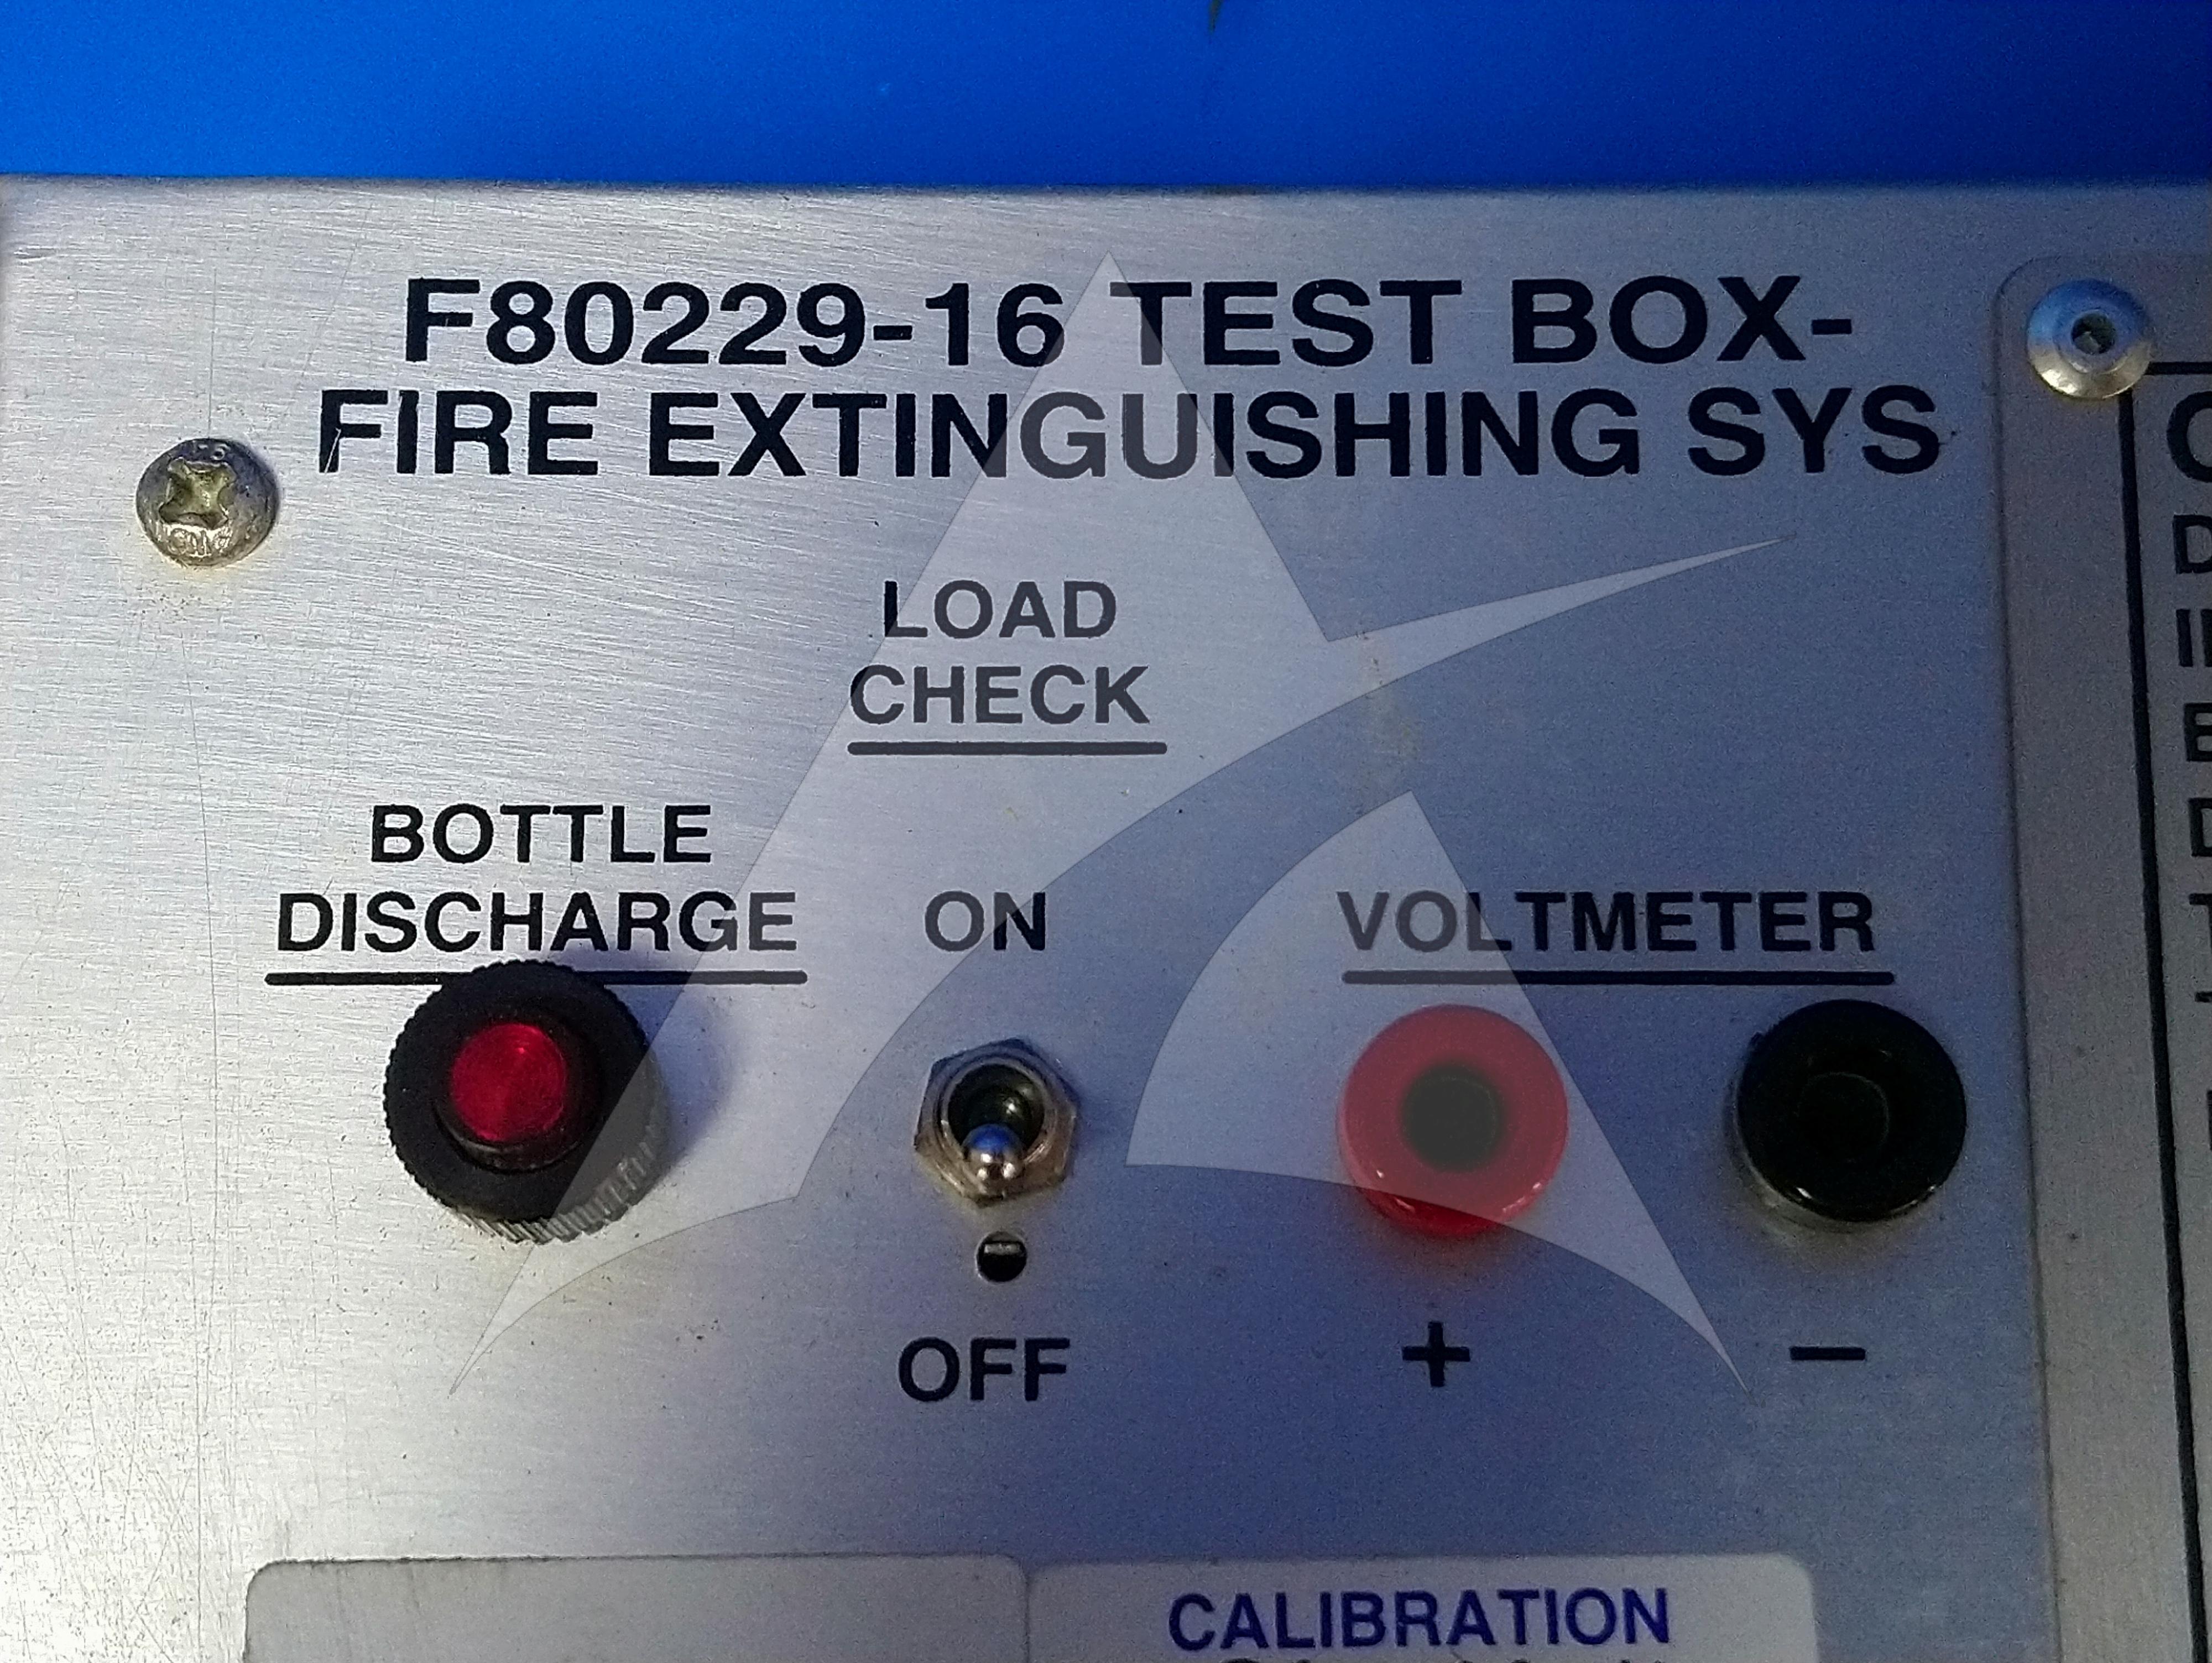 F80229-16 TEST BOX-
FIRE EXTINGUISHING SYS
LOAD
CHECK
BOTTLE
DISCHARGE
ON
VOLTMETER
OFF
+ −
CALIBRATION